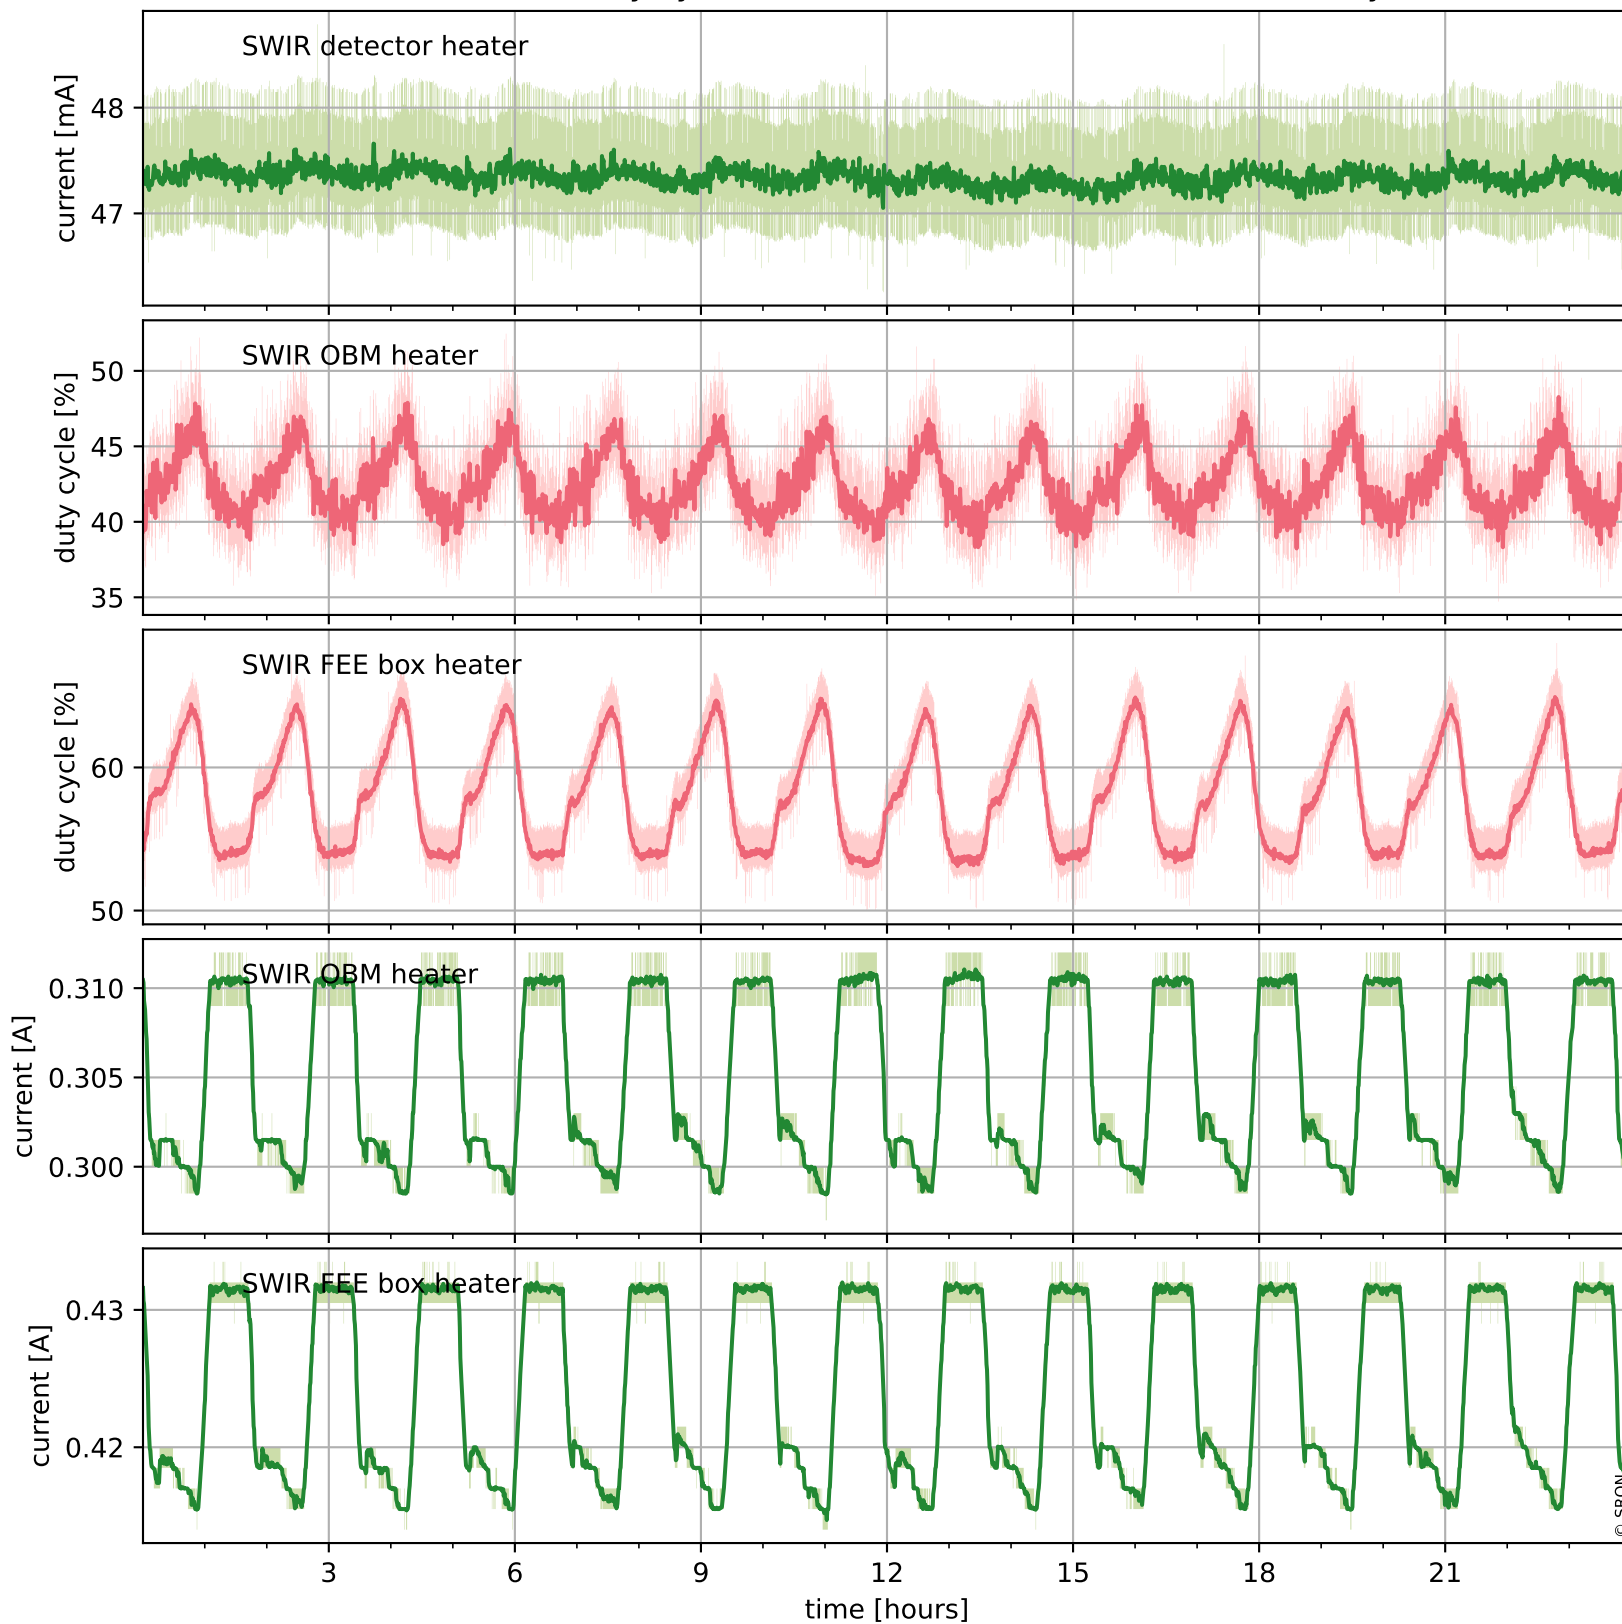 SWIR detector heater
current [mA]
48
47
SWIR OBM heater
duty cycle [%]
50
45
40
35
SWIR FEE box heater
duty cycle [%]
60
50
SWIR OBM heater
current [A]
0.310
0.305
0.300
SWIR FEE box heater
current [A]
0.43
0.42
3 6 9 12 15 18 21
time [hours]
© SRON